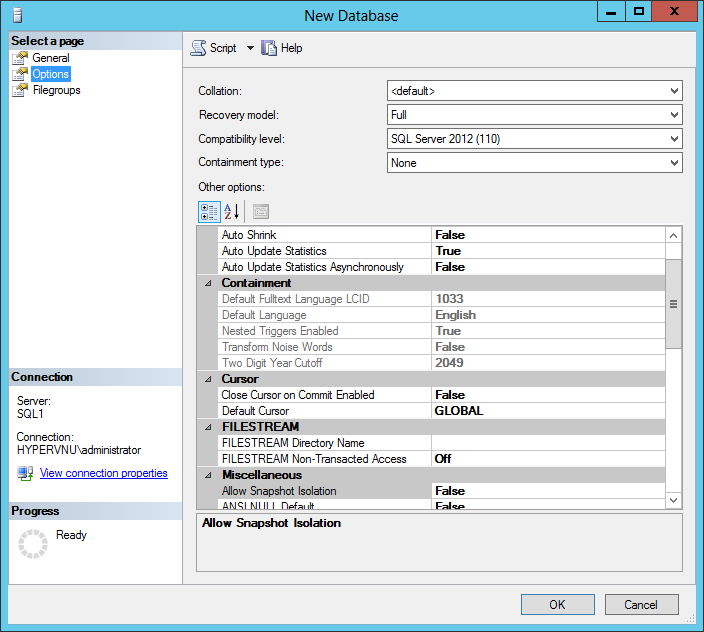 New Database
Select a page
General
Options
Filegroups
Script
Help
Collation:
<default>
Recovery model:
Full
Compatibility level:
SQL Server 2012 (110)
Containment type:
None
Other options:
Auto Shrink False
Auto Update Statistics True
Auto Update Statistics Asynchronously False
Containment
Default Fulltext Language LCID 1033
Default Language English
Nested Triggers Enabled True
Transform Noise Words False
Two Digit Year Cutoff 2049
Cursor
Close Cursor on Commit Enabled False
Default Cursor GLOBAL
FILESTREAM
FILESTREAM Directory Name
FILESTREAM Non-Transacted Access Off
Miscellaneous
Allow Snapshot Isolation False
ANSI NULL Default False
Allow Snapshot Isolation
Connection
Server:
SQL1
Connection:
HYPERVNU\administrator
View connection properties
Progress
Ready
OK
Cancel